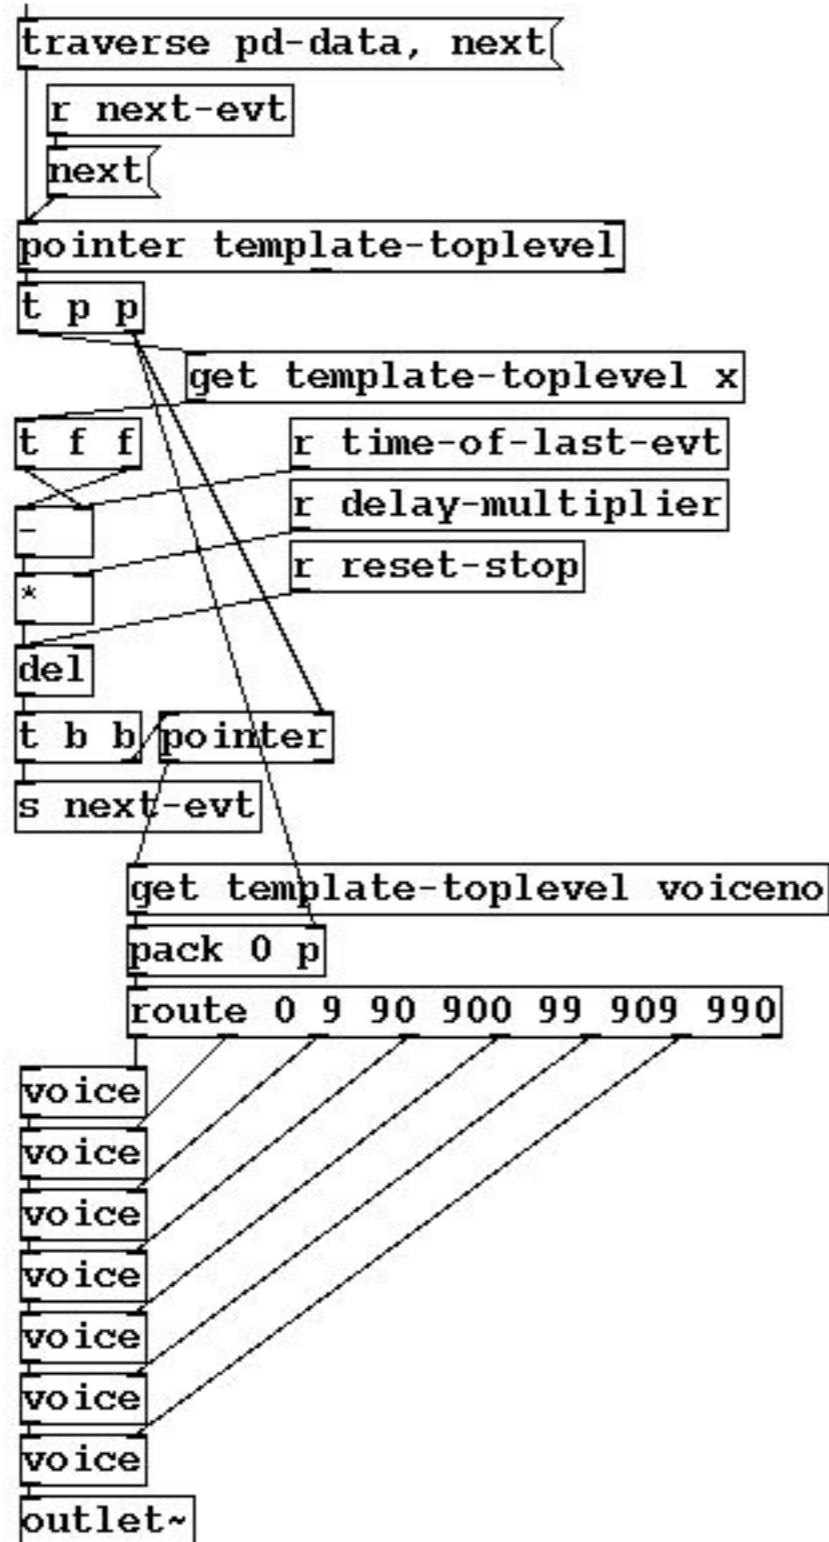 traverse pd-data, next
r next-evt
next
pointer template-toplevel
t p p
get template-toplevel x
t f f
r time-of-last-evt
-
r delay-multiplier
*
r reset-stop
del
t b b
pointer
s next-evt
get template-toplevel voiceno
pack 0 p
route 0 9 90 900 99 909 990
voice
voice
voice
voice
voice
voice
voice
outlet~